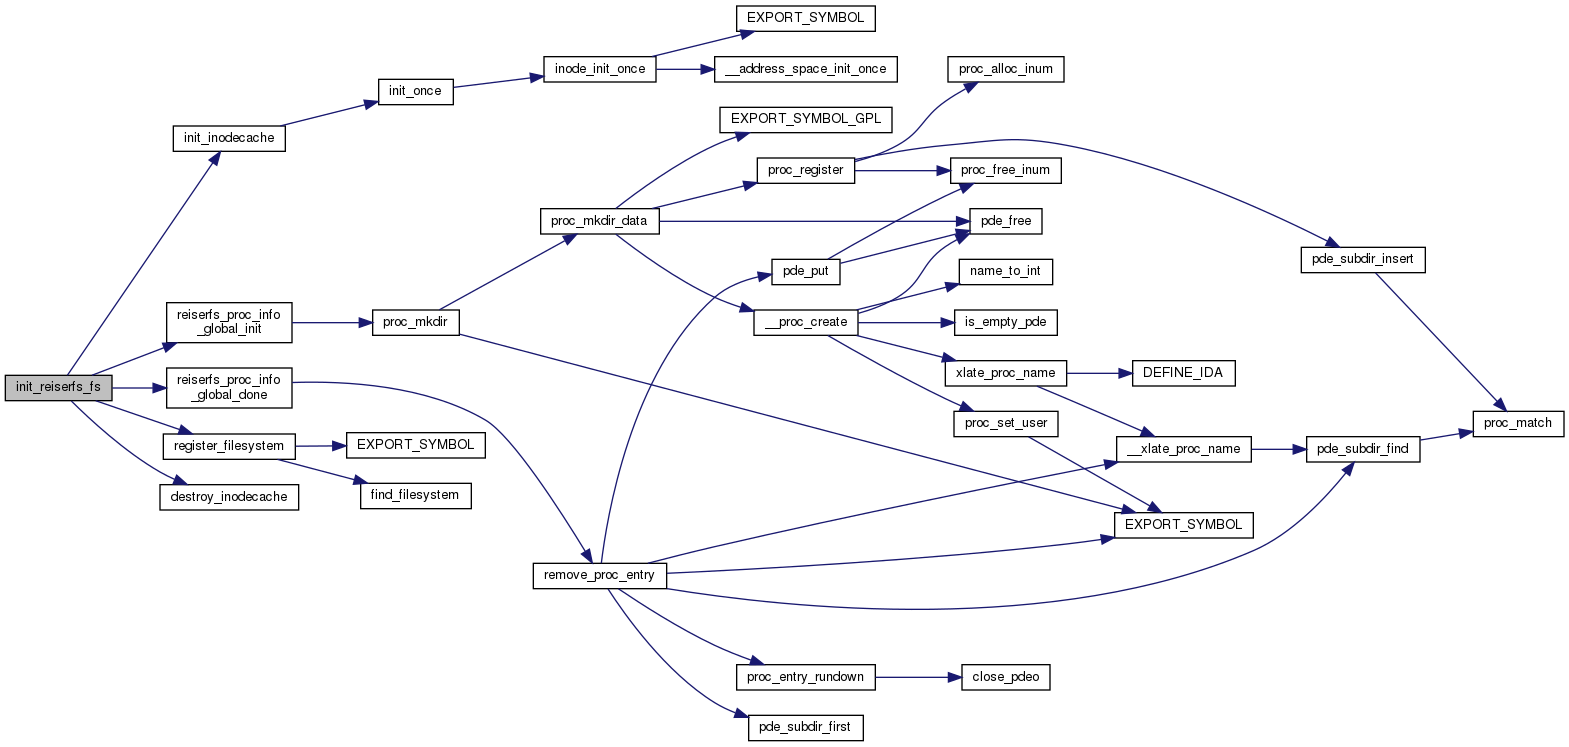 EXPORT_SYMBOL
inode_init_once
__address_space_init_once
proc_alloc_inum
init_once
EXPORT_SYMBOL_GPL
init_inodecache
proc_register
proc_free_inum
proc_mkdir_data
pde_free
pde_subdir_insert
pde_put
name_to_int
reiserfs_proc_info
_global_init
proc_mkdir
__proc_create
is_empty_pde
init_reiserfs_fs
reiserfs_proc_info
_global_done
xlate_proc_name
DEFINE_IDA
proc_set_user
proc_match
register_filesystem
EXPORT_SYMBOL
__xlate_proc_name
pde_subdir_find
destroy_inodecache
find_filesystem
EXPORT_SYMBOL
remove_proc_entry
proc_entry_rundown
close_pdeo
pde_subdir_first